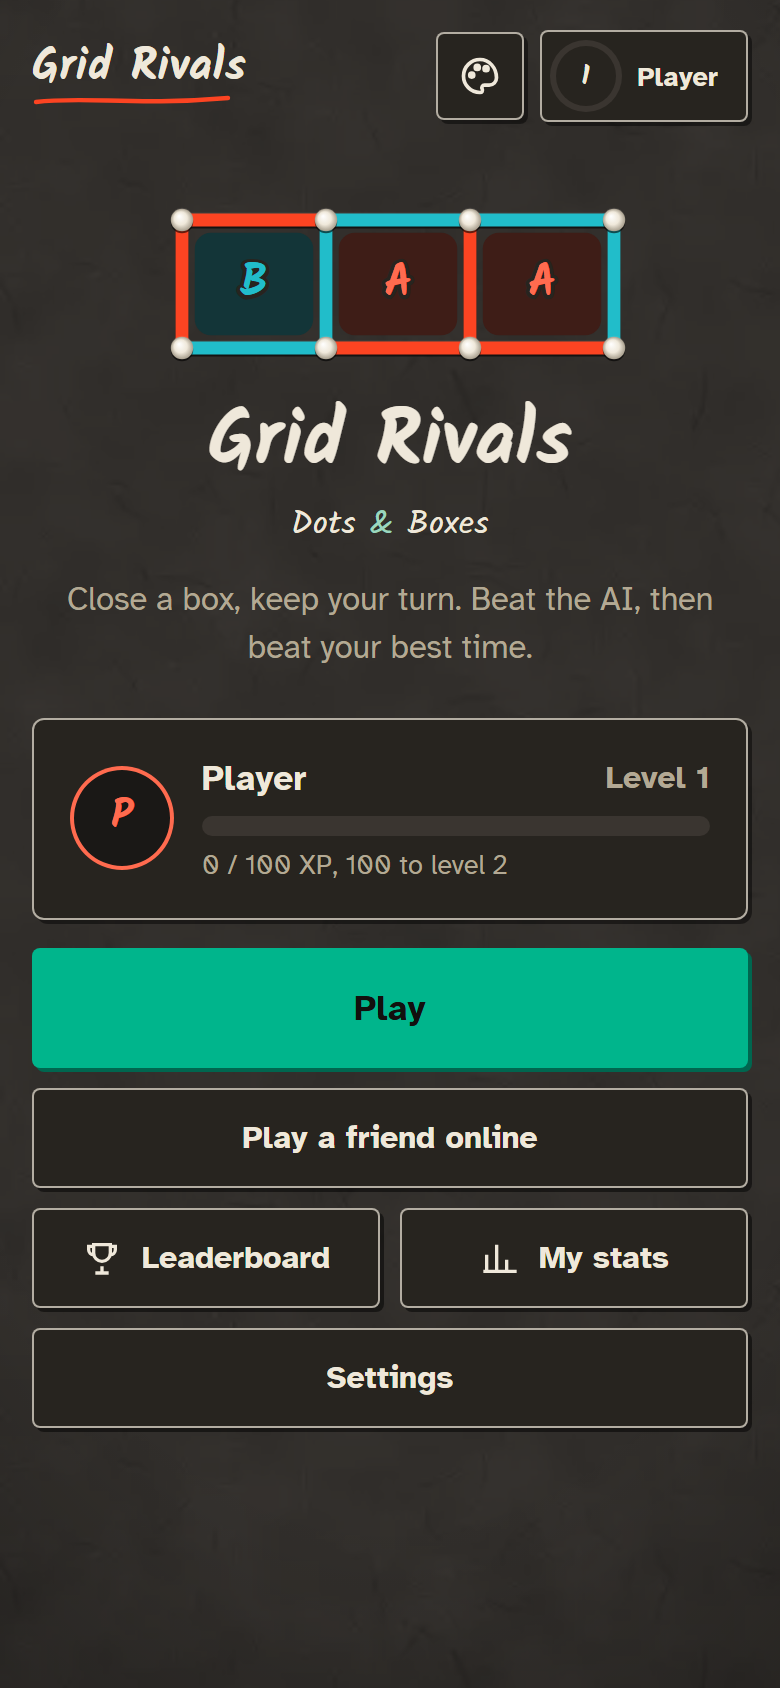 Grid Rivals
1
Player
B A A
Grid Rivals
Dots & Boxes
Close a box, keep your turn. Beat the AI, then
beat your best time.
P
Player
Level 1
0 / 100 XP, 100 to level 2
Play
Play a friend online
Leaderboard
My stats
Settings